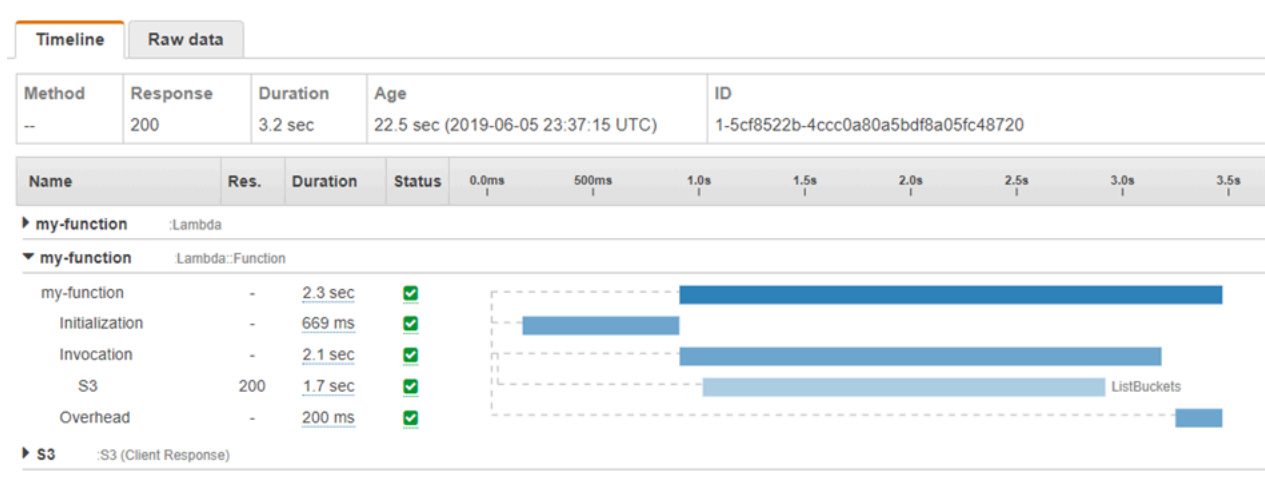 Timeline Raw data
Method Response Duration Age ID
-- 200 3.2 sec 22.5 sec (2019-06-05 23:37:15 UTC) 1-5cf8522b-4ccc0a80a5bdf8a05fc48720
Name Res. Duration Status 0.0ms 500ms 1.0s 1.5s 2.0s 2.5s 3.0s 3.5s
my-function :Lambda
my-function :Lambda::Function
my-function - 2.3 sec
Initialization - 669 ms
Invocation - 2.1 sec
S3 200 1.7 sec ListBuckets
Overhead - 200 ms
S3 :S3 (Client Response)